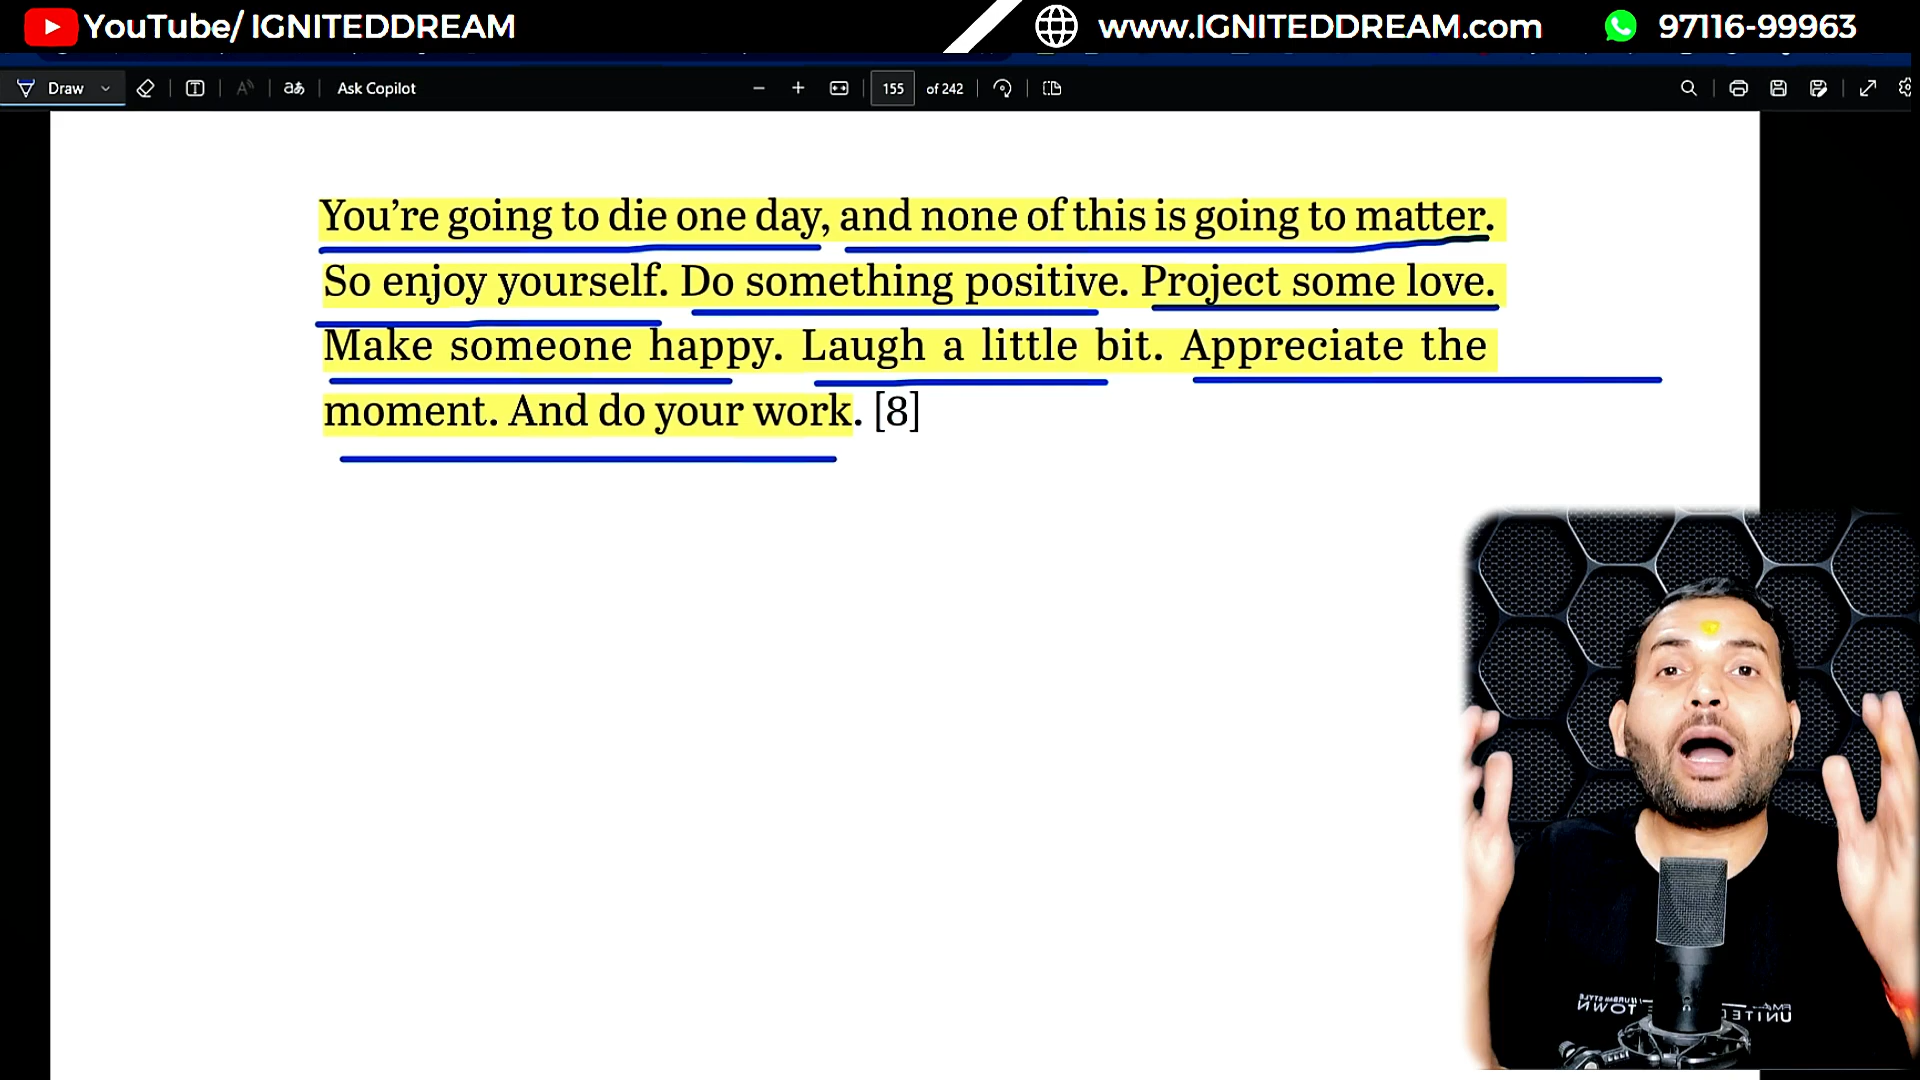 YouTube/ IGNITEDDREAM
www.IGNITEDDREAM.com
97116-99963
Draw
aあ
Ask Copilot
155 of 242
You're going to die one day, and none of this is going to matter.
So enjoy yourself. Do something positive. Project some love.
Make someone happy. Laugh a little bit. Appreciate the
moment. And do your work. [8]